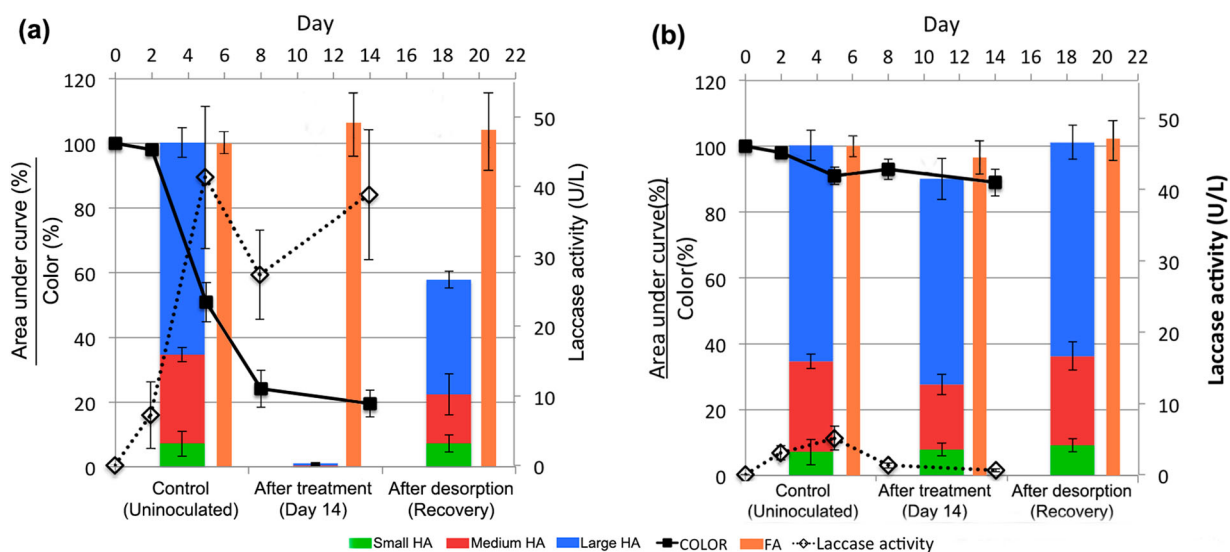 (a)
Day
0 2 4 6 8 10 12 14 16 18 20 22
120
100
80
60
40
20
0
Area under curve (%)
Color (%)
50
40
30
20
10
0
Laccase activity (U/L)
Control
(Uninoculated)
After treatment
(Day 14)
After desorption
(Recovery)
(b)
Day
0 2 4 6 8 10 12 14 16 18 20 22
120
100
80
60
40
20
0
Area under curve(%)
Color(%)
50
40
30
20
10
0
Laccase activity (U/L)
Control
(Uninoculated)
After treatment
(Day 14)
After desorption
(Recovery)
Small HA Medium HA Large HA COLOR FA Laccase activity